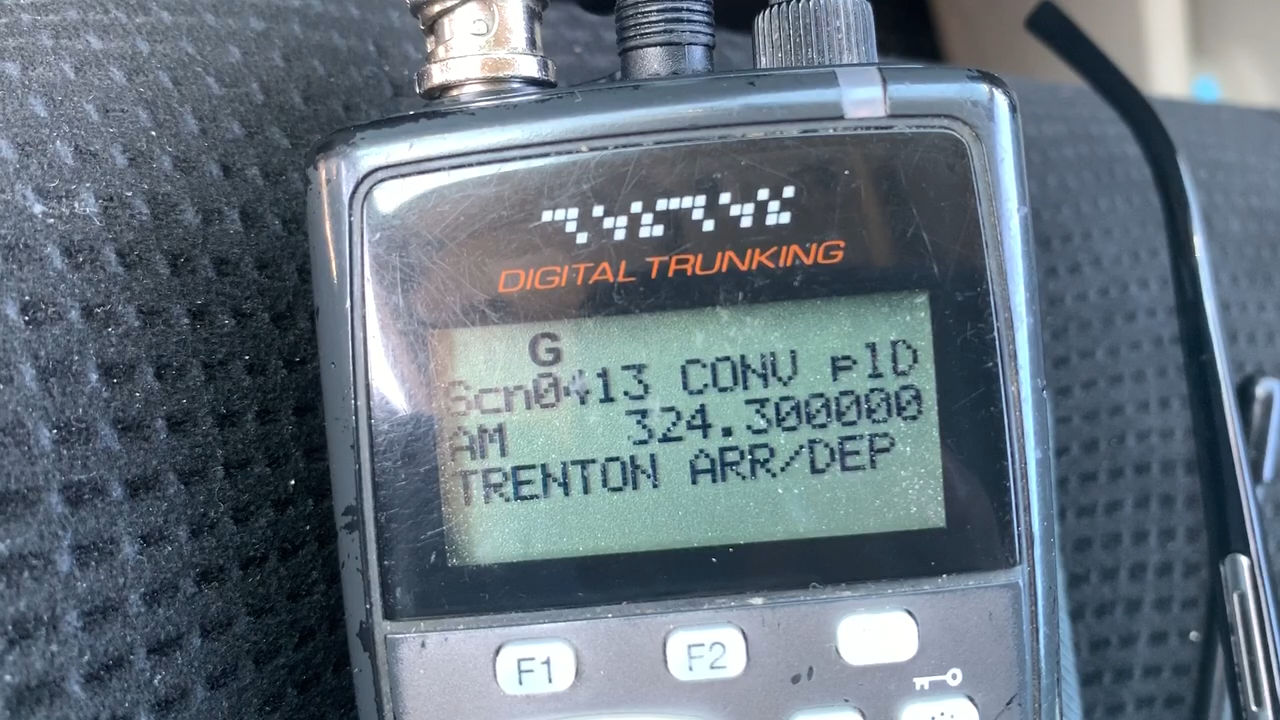 DIGITAL TRUNKING
G
Scn0413 CONV P1D
AM 324.300000
TRENTON ARR/DEP
F1 F2